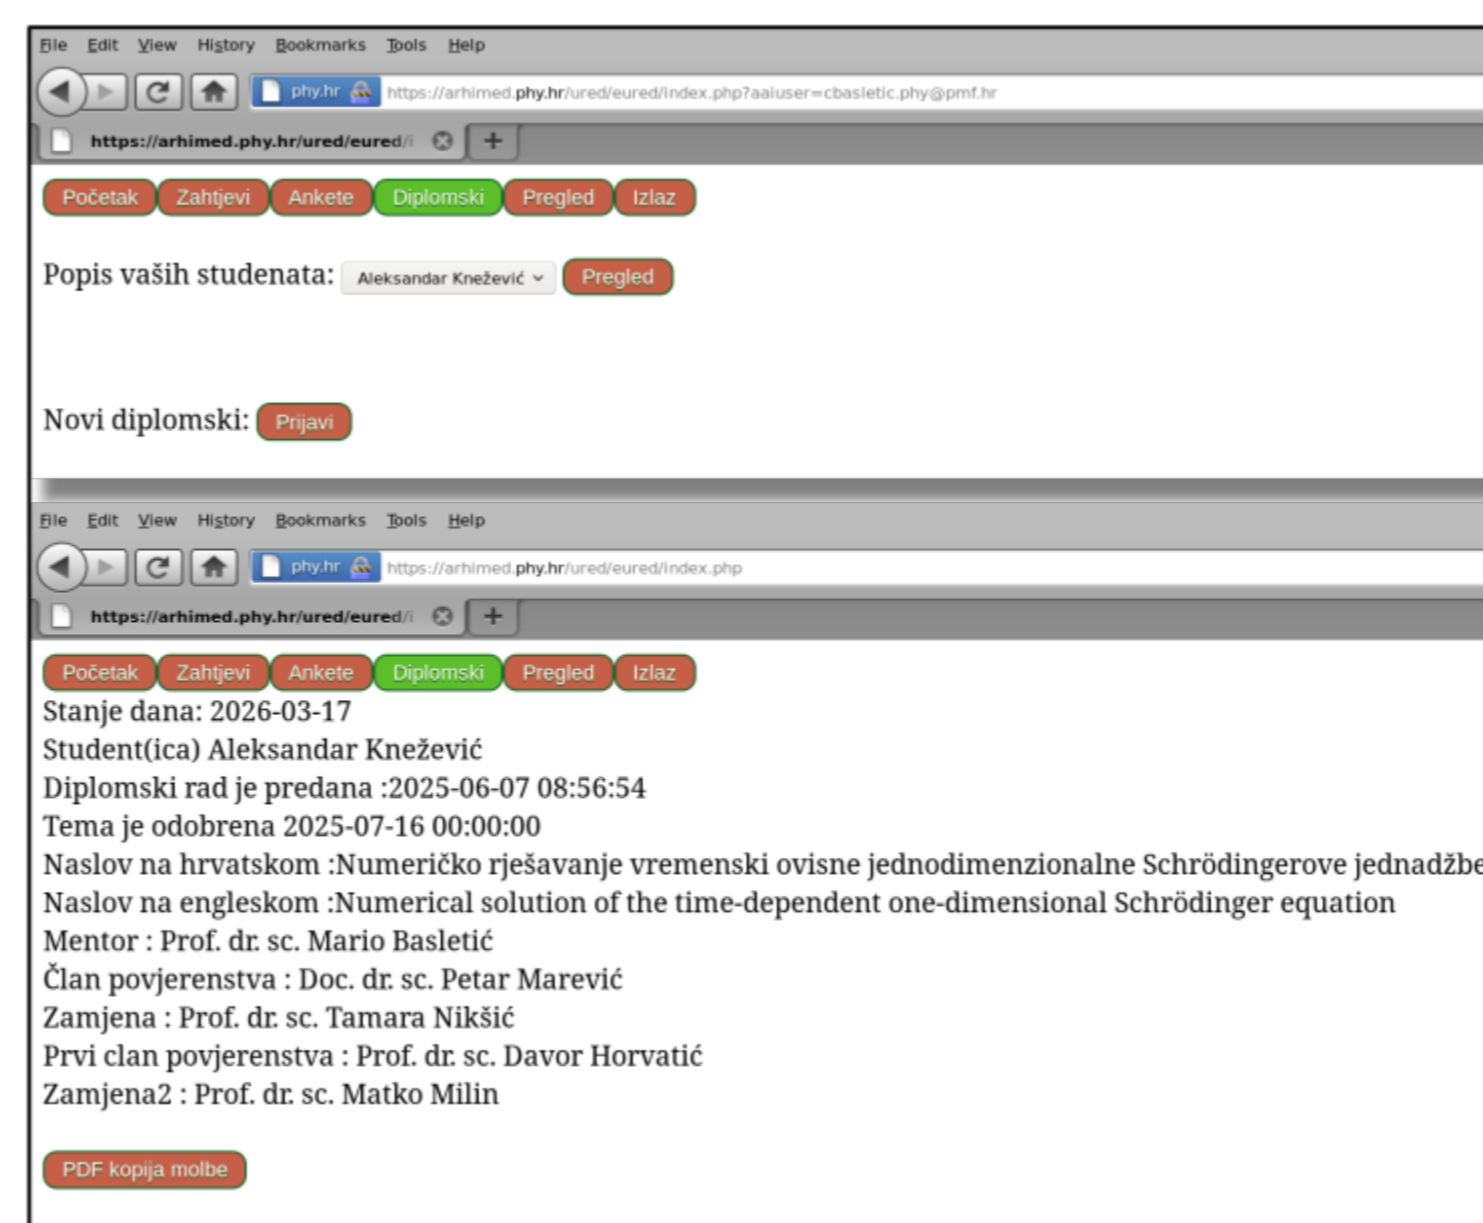 File Edit View History Bookmarks Tools Help
phy.hr https://arhimed.phy.hr/ured/eured/index.php?aaiuser=cbasletic.phy@pmf.hr
https://arhimed.phy.hr/ured/eured/i
Početak Zahtjevi Ankete Diplomski Pregled Izlaz
Popis vaših studenata: Aleksandar Knežević Pregled
Novi diplomski: Prijavi
File Edit View History Bookmarks Tools Help
phy.hr https://arhimed.phy.hr/ured/eured/index.php
https://arhimed.phy.hr/ured/eured/i
Početak Zahtjevi Ankete Diplomski Pregled Izlaz
Stanje dana: 2026-03-17
Student(ica) Aleksandar Knežević
Diplomski rad je predana :2025-06-07 08:56:54
Tema je odobrena 2025-07-16 00:00:00
Naslov na hrvatskom :Numeričko rješavanje vremenski ovisne jednodimenzionalne Schrödingerove jednadžbe
Naslov na engleskom :Numerical solution of the time-dependent one-dimensional Schrödinger equation
Mentor : Prof. dr. sc. Mario Basletić
Član povjerenstva : Doc. dr. sc. Petar Marević
Zamjena : Prof. dr. sc. Tamara Nikšić
Prvi clan povjerenstva : Prof. dr. sc. Davor Horvatić
Zamjena2 : Prof. dr. sc. Matko Milin
PDF kopija molbe